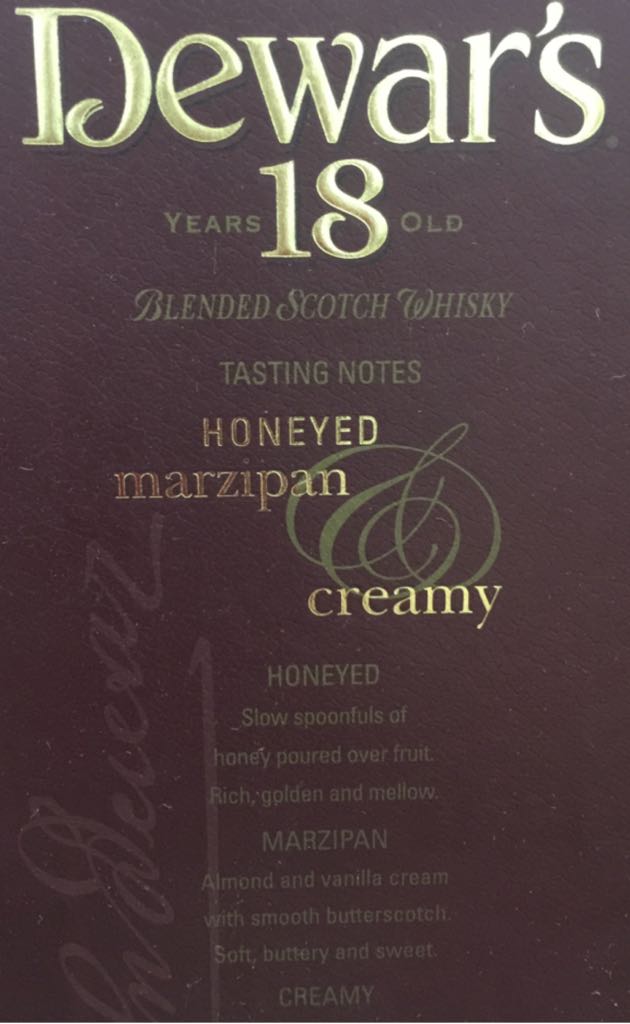 Dewar's
YEARS 18 OLD
BLENDED SCOTCH WHISKY
TASTING NOTES
HONEYED
marzipan
&
creamy
HONEYED
Slow spoonfuls of
honey poured over fruit.
Rich, golden and mellow.
MARZIPAN
Almond and vanilla cream
with smooth butterscotch.
Soft, buttery and sweet.
CREAMY
Dewar